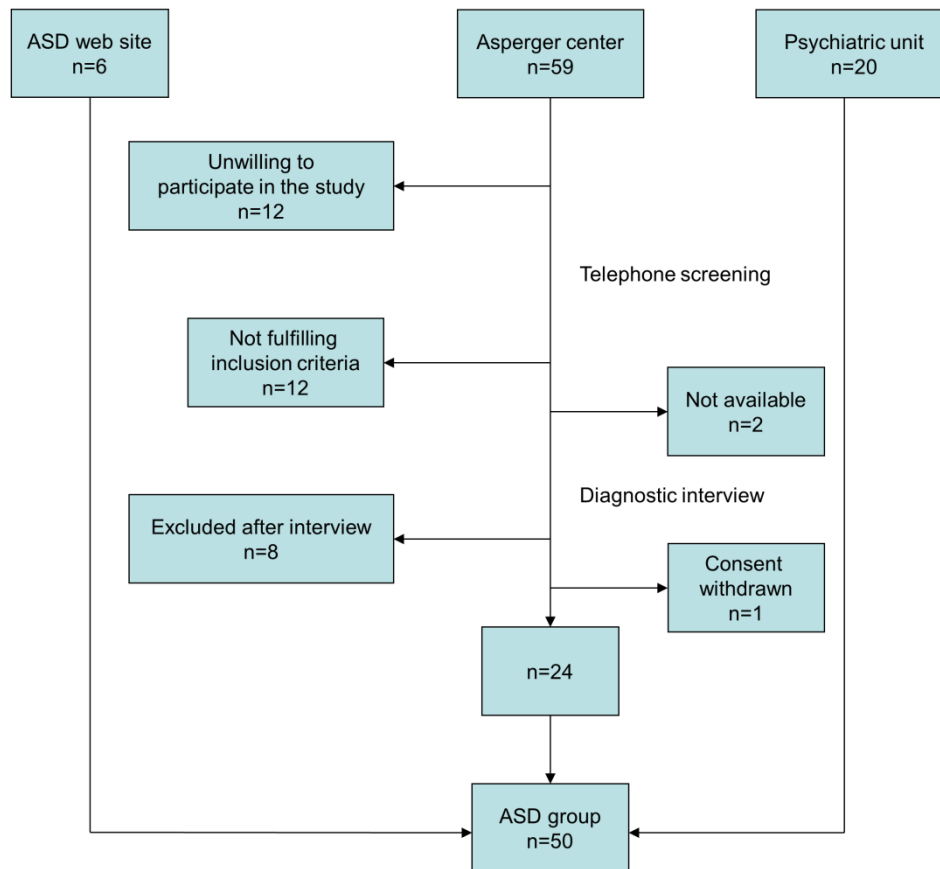 ASD web site
n=6
Asperger center
n=59
Psychiatric unit
n=20
Unwilling to
participate in the study
n=12
Telephone screening
Not fulfilling
inclusion criteria
n=12
Not available
n=2
Diagnostic interview
Excluded after interview
n=8
Consent
withdrawn
n=1
n=24
ASD group
n=50